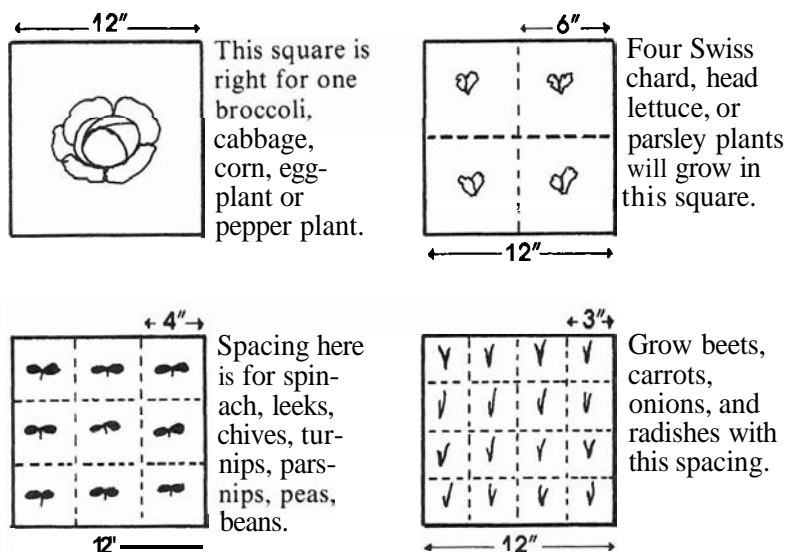 12"
This square is
right for one
broccoli,
cabbage,
corn, egg-
plant or
pepper plant.
6"
Four Swiss
chard, head
lettuce, or
parsley plants
will grow in
this square.
12"
4"
Spacing here
is for spin-
ach, leeks,
chives, tur-
nips, pars-
nips, peas,
beans.
12'
3"
Grow beets,
carrots,
onions, and
radishes with
this spacing.
12"